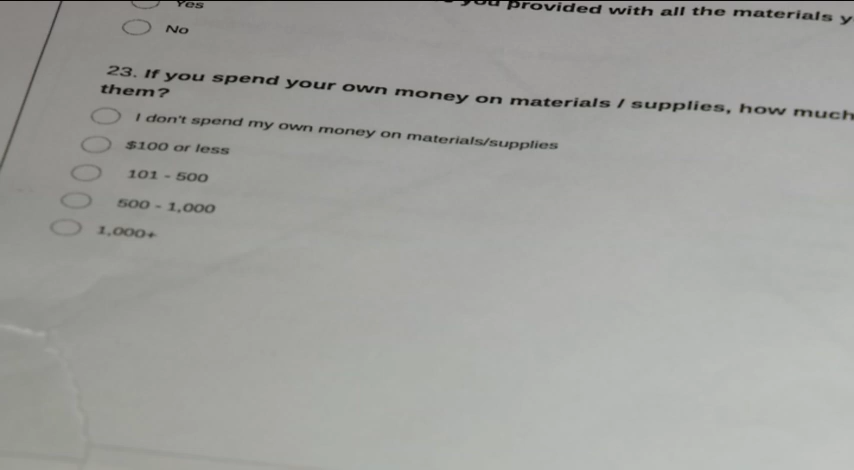 you provided with all the materials y
Yes
No
23. If you spend your own money on materials / supplies, how much
them?
I don't spend my own money on materials/supplies
$100 or less
101 - 500
500 - 1,000
1,000+